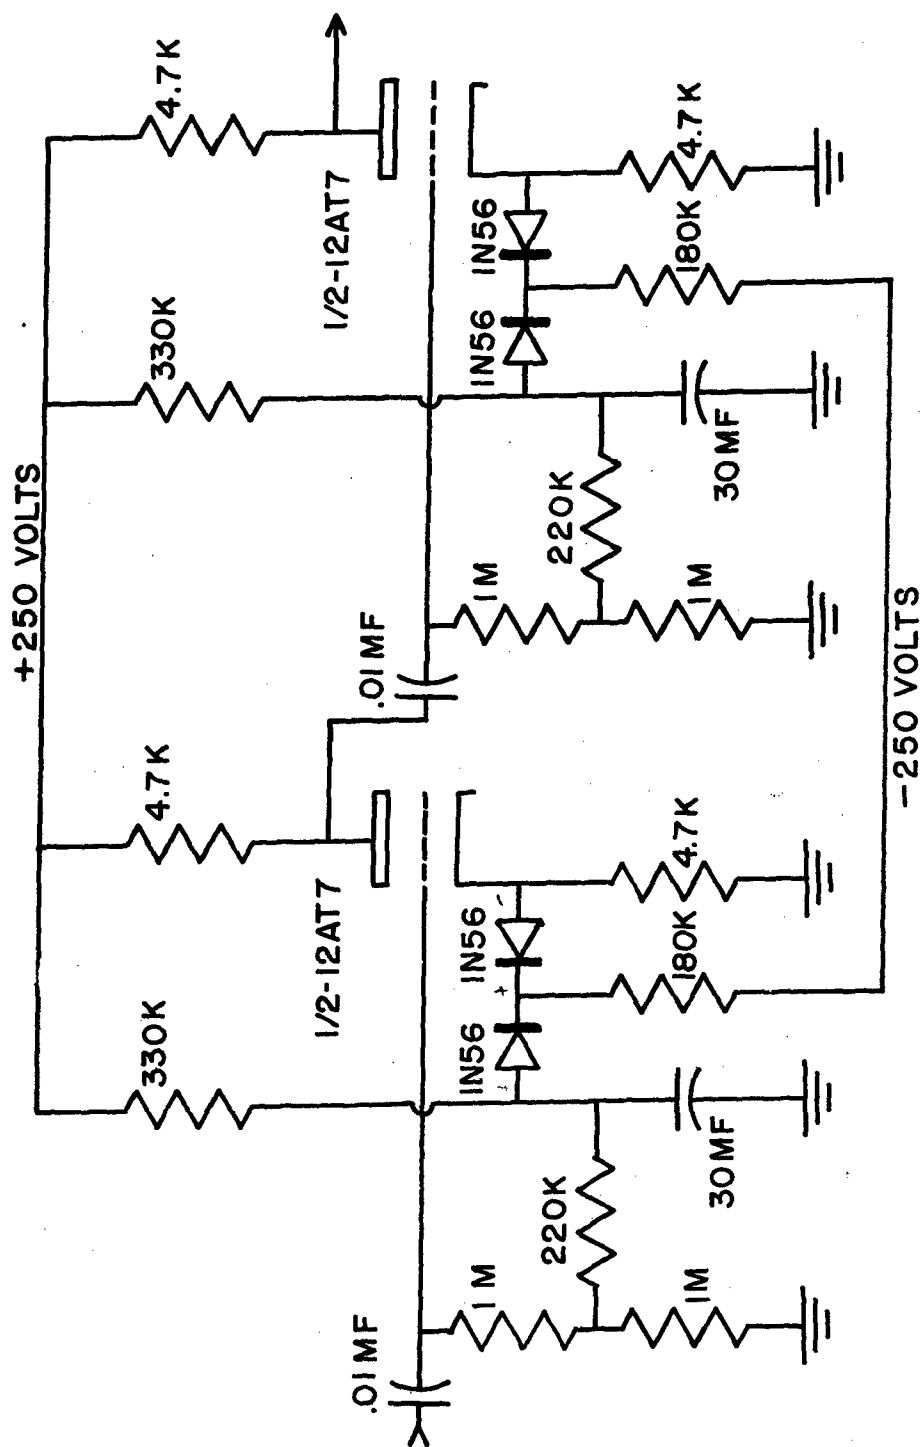 +250 VOLTS
330K
4.7K
330K
4.7K
1/2-12AT7
1/2-12AT7
.01MF
.01MF
1N56
1N56
1N56
1N56
1M
220K
180K
4.7K
1M
220K
180K
4.7K
1M
30MF
1M
30MF
-250 VOLTS